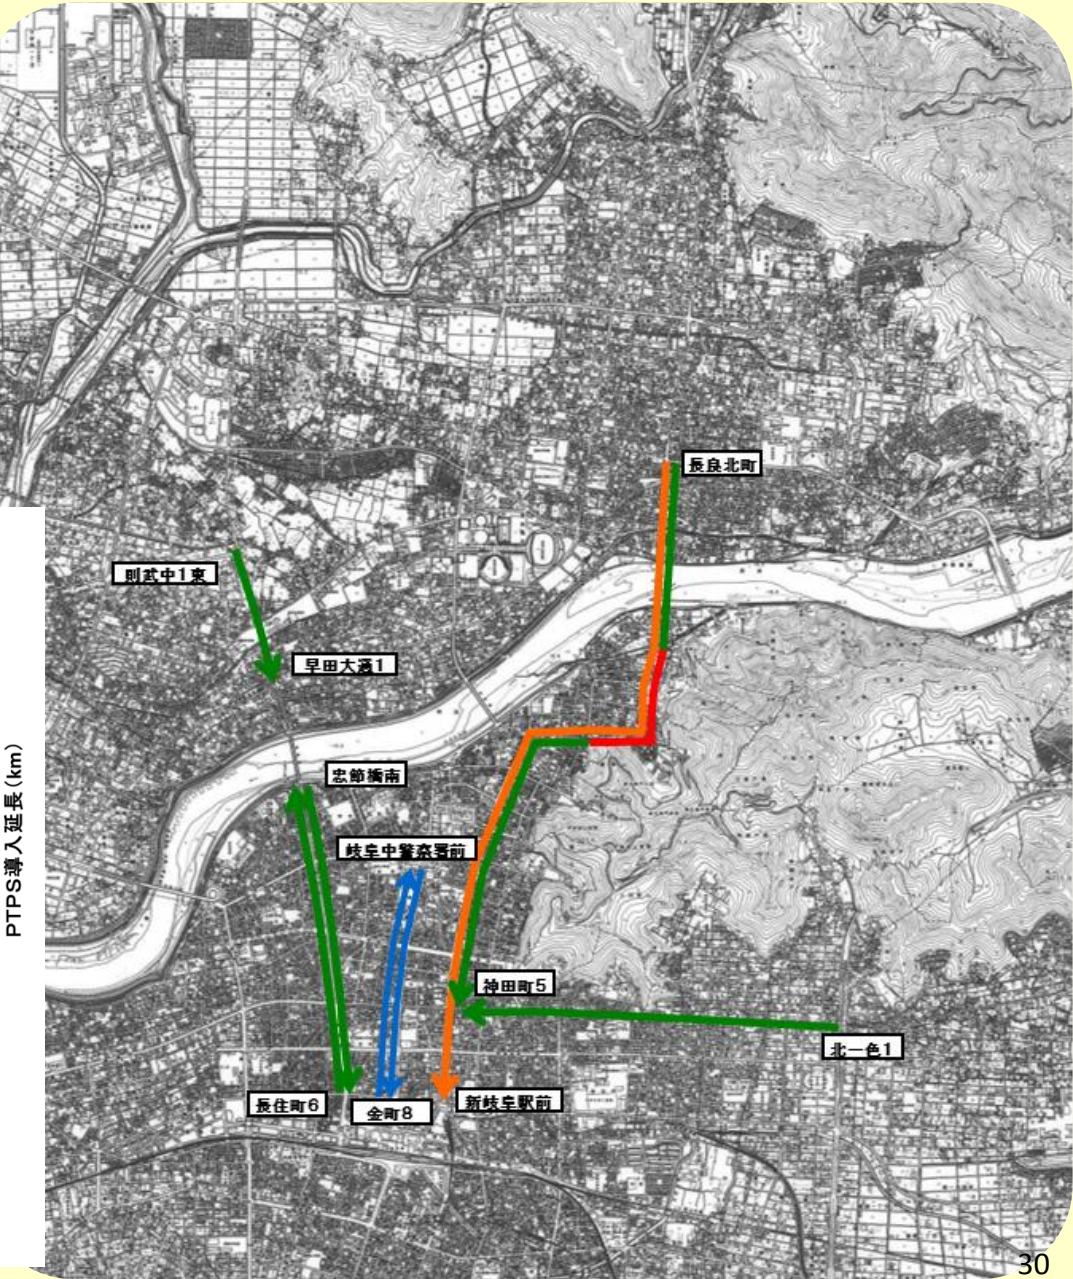 長良北町
則武中1東
早田大通1
忠節橋南
岐阜中警察署前
神田町5
北一色1
長住町6
金町8
新岐阜駅前
PTPS導入延長(km)
30